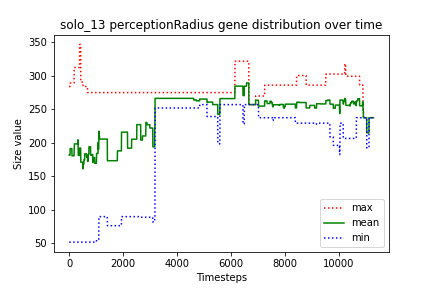 solo_13 perceptionRadius gene distribution over time
Size value
350
300
250
200
150
100
50
0
2000
4000
6000
8000
10000
Timesteps
max
mean
min